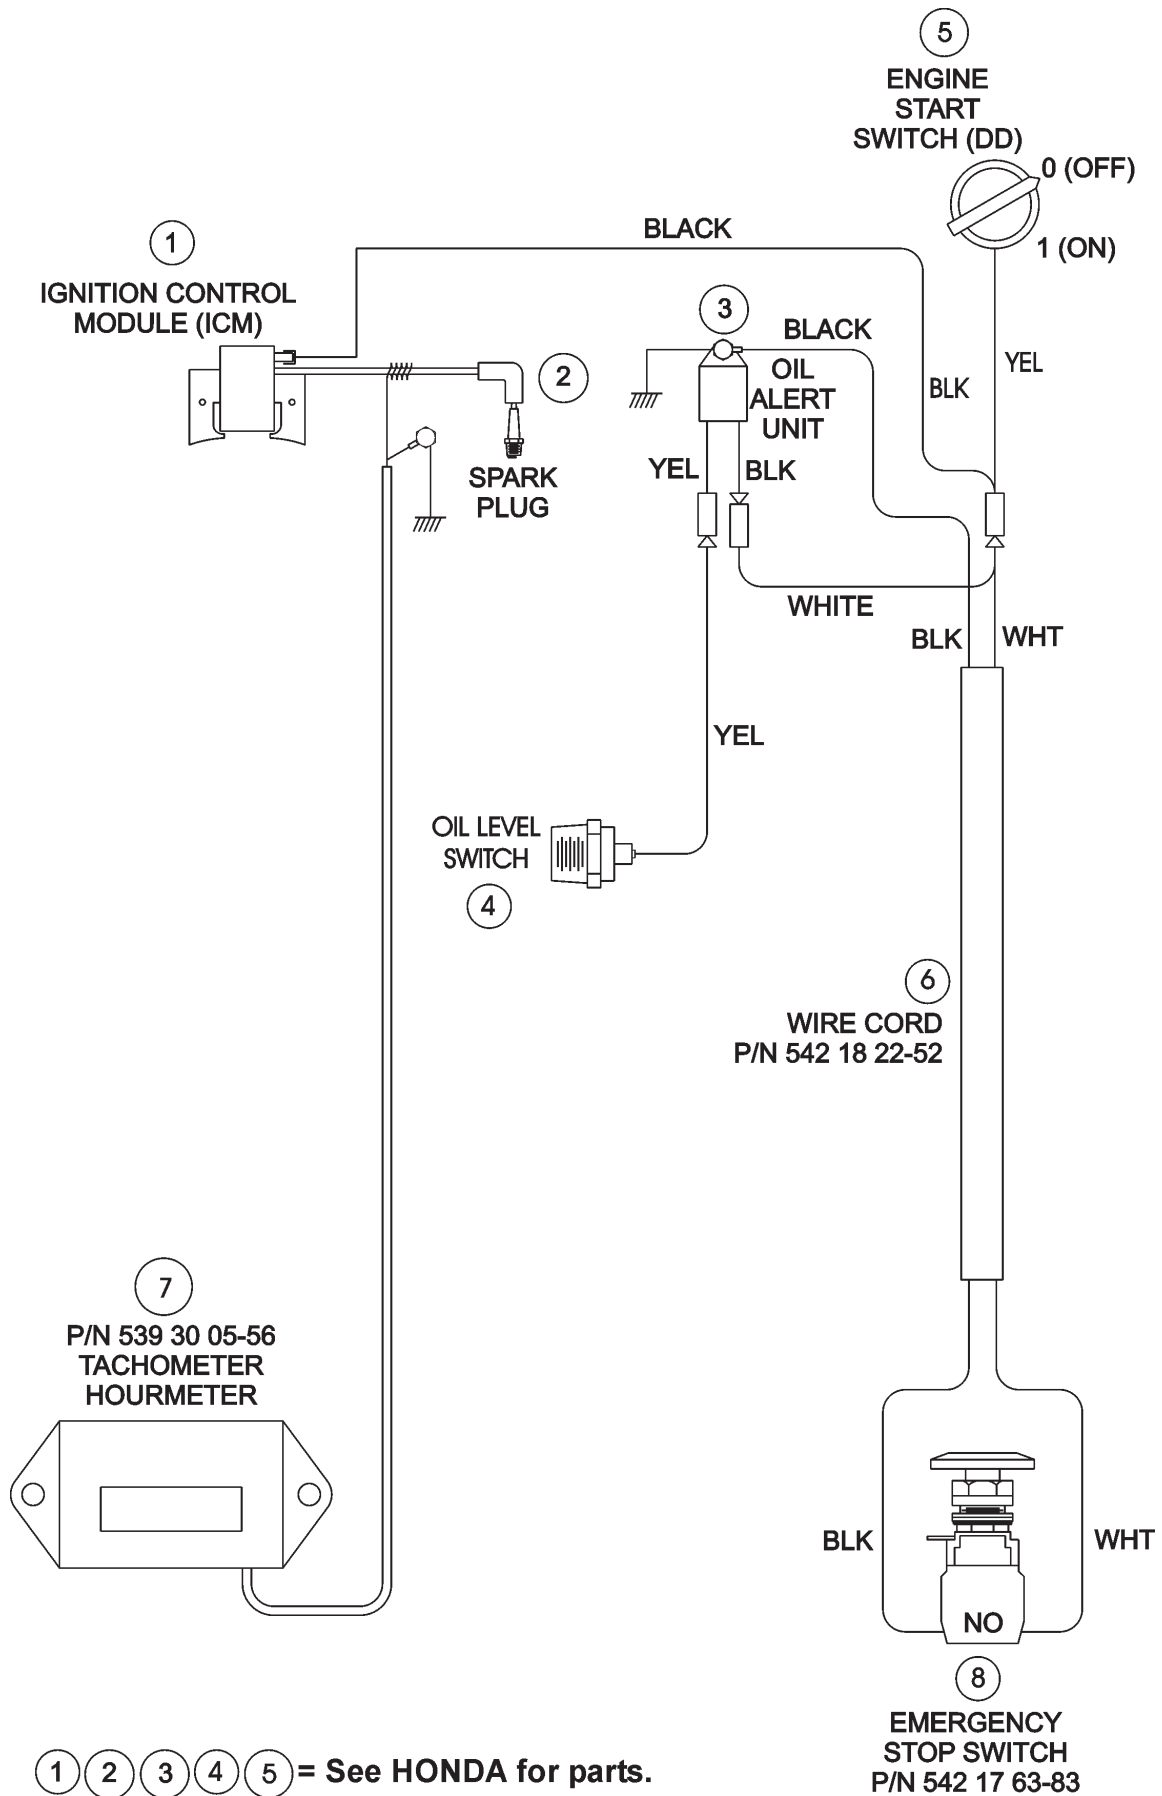 5
ENGINE
START
SWITCH (DD)
0 (OFF)
1 (ON)
BLACK
1
IGNITION CONTROL
MODULE (ICM)
3
BLACK
OIL
ALERT
UNIT
YEL
BLK
2
SPARK
PLUG
YEL
BLK
WHITE
BLK
WHT
YEL
OIL LEVEL
SWITCH
4
6
WIRE CORD
P/N 542 18 22-52
7
P/N 539 30 05-56
TACHOMETER
HOURMETER
BLK
WHT
NO
8
EMERGENCY
STOP SWITCH
P/N 542 17 63-83
1 2 3 4 5 = See HONDA for parts.